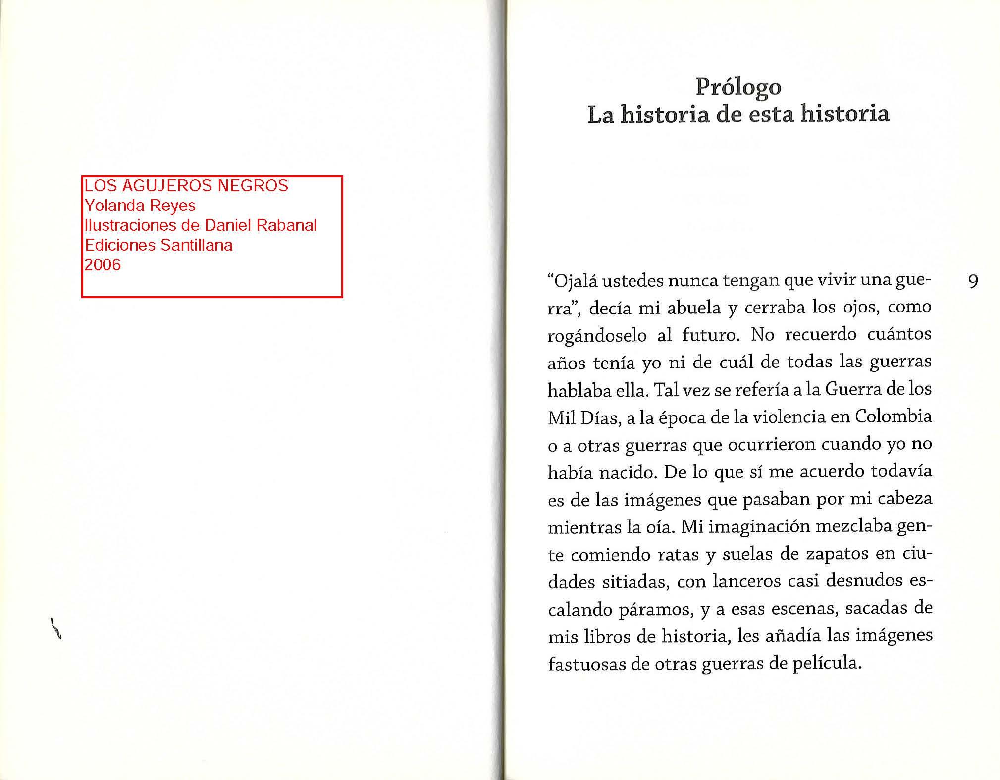 LOS AGUJEROS NEGROS
Yolanda Reyes
Ilustraciones de Daniel Rabanal
Ediciones Santillana
2006
Prólogo
La historia de esta historia
“Ojalá ustedes nunca tengan que vivir una gue-
rra”, decía mi abuela y cerraba los ojos, como
rogándoselo al futuro. No recuerdo cuántos
años tenía yo ni de cuál de todas las guerras
hablaba ella. Tal vez se refería a la Guerra de los
Mil Días, a la época de la violencia en Colombia
o a otras guerras que ocurrieron cuando yo no
había nacido. De lo que sí me acuerdo todavía
es de las imágenes que pasaban por mi cabeza
mientras la oía. Mi imaginación mezclaba gen-
te comiendo ratas y suelas de zapatos en ciu-
dades sitiadas, con lanceros casi desnudos es-
calando páramos, y a esas escenas, sacadas de
mis libros de historia, les añadía las imágenes
fastuosas de otras guerras de película.
9